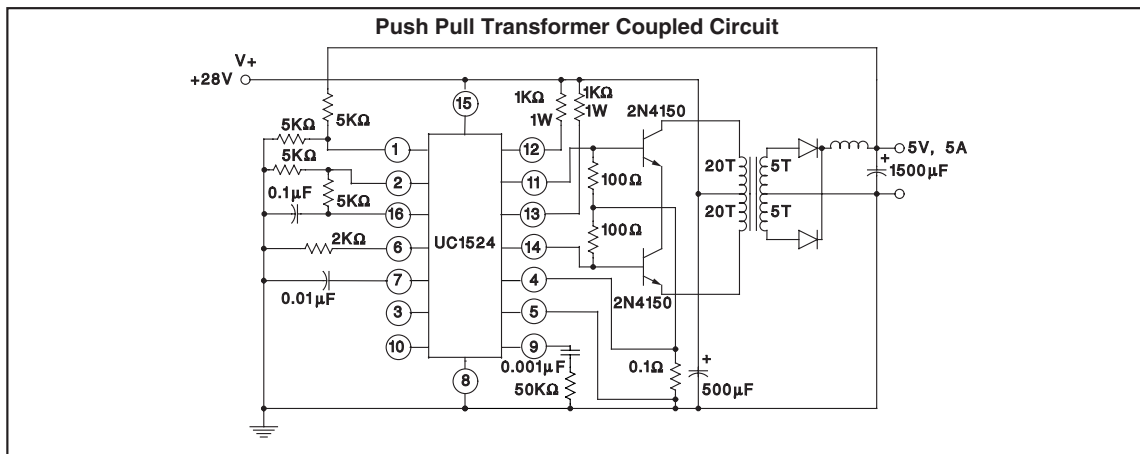 Push Pull Transformer Coupled Circuit
V+
+28V
15
1KΩ
1W
1KΩ
1W
2N4150
5KΩ
5KΩ
1
12
5KΩ
2
11
0.1µF
5KΩ
16
13
100Ω
20T
5T
20T
5T
5V, 5A
+
1500µF
UC1524
2KΩ
6
14
100Ω
0.01µF
7
4
2N4150
3
5
10
9
0.001µF
50KΩ
8
0.1Ω
+
500µF